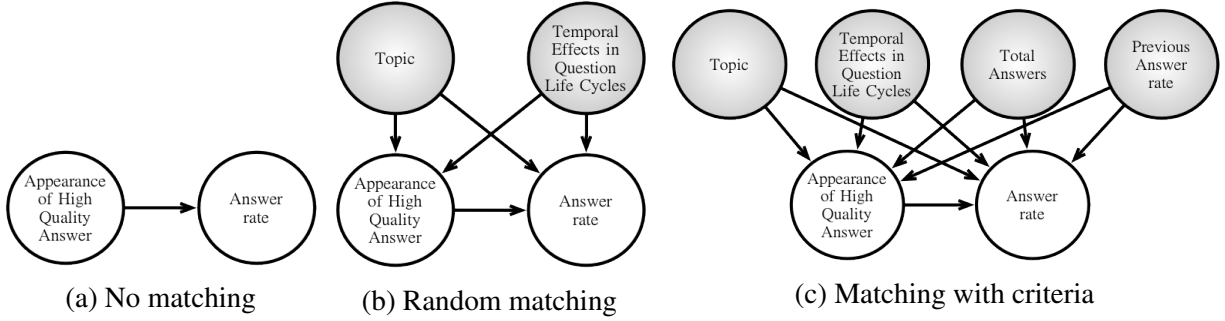 Appearance
of High
Quality
Answer
Answer
rate
(a) No matching
Topic
Temporal
Effects in
Question
Life Cycles
Appearance
of High
Quality
Answer
Answer
rate
(b) Random matching
Topic
Temporal
Effects in
Question
Life Cycles
Total
Answers
Previous
Answer
rate
Appearance
of High
Quality
Answer
Answer
rate
(c) Matching with criteria